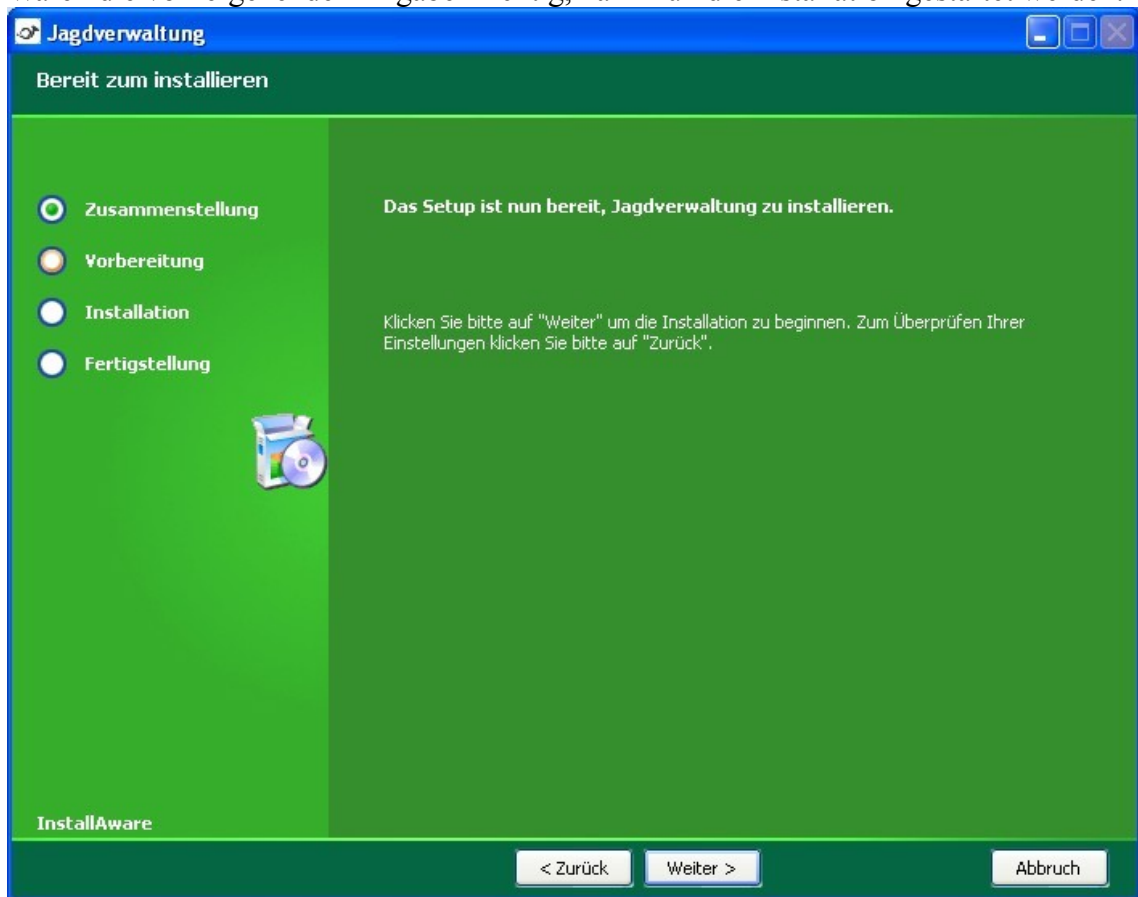 Jagdverwaltung
Bereit zum installieren
Zusammenstellung
Vorbereitung
Installation
Fertigstellung
Das Setup ist nun bereit, Jagdverwaltung zu installieren.
Klicken Sie bitte auf "Weiter" um die Installation zu beginnen. Zum Überprüfen Ihrer
Einstellungen klicken Sie bitte auf "Zurück".
InstallAware
< Zurück
Weiter >
Abbruch